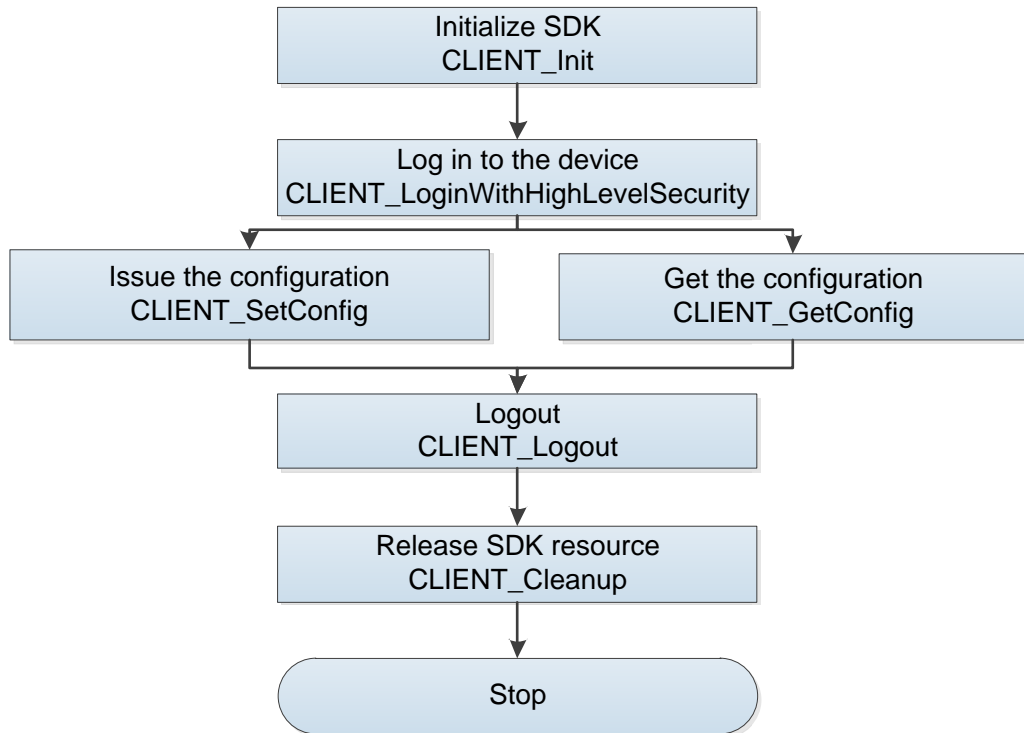 Initialize SDK
CLIENT_Init
Log in to the device
CLIENT_LoginWithHighLevelSecurity
Issue the configuration
CLIENT_SetConfig
Get the configuration
CLIENT_GetConfig
Logout
CLIENT_Logout
Release SDK resource
CLIENT_Cleanup
Stop